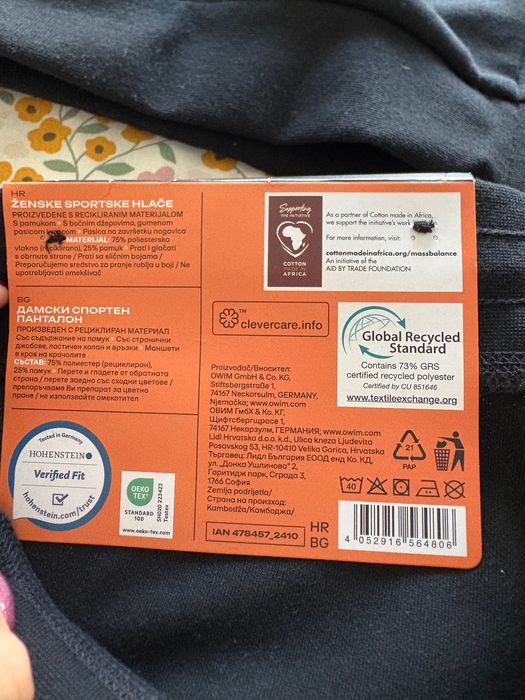 HR
ŽENSKE SPORTSKE HLAČE
PROIZVEDENE S RECIKLIRANIM MATERIJALOM
S pamukom • S bočnim džepovima, gumenom
pasicom i
• Pasica na završetku nogavica
MATERIJAL: 75% poliesterska
vlakno (reciklirano), 25% pamuk • Prati i glačati
s obrnute strane / Prati sa sličnim bojama /
Preporučujemo sredstvo za pranje rublja u boji / Ne
upotrebljavati omekšivač
BG
ДАМСКИ СПОРТЕН
ПАНТАЛОН
ПРОИЗВЕДЕН С РЕЦИКЛИРАН МАТЕРИАЛ
Със съдържание на памук • Със странични
джобове, ластичен колан и връзки • Маншети
в края на крачолите
СЪСТАВ: 75% полиестер (рециклиран),
25% памук • Перете и гладете от обратната
страна / перете заедно със сходни цветове /
препоръчваме Ви препарат за цветно
пране / не използвайте омекотител
Tested in Germany
HOHENSTEIN
Verified Fit
hohenstein.com/trust
OEKO
TEX®
STANDARD
100
SH020 223423
Testex
www.oeko-tex.com
Supporting
THE INITIATIVE
COTTON
MADE IN
AFRICA
As a partner of Cotton made in Africa,
we support the initiative's work
For more information, visit:
cottonmadeinafrica.org/massbalance
An initiative of the
AID BY TRADE FOUNDATION
clevercare.info
TM
Global Recycled
Standard
Contains 73% GRS
certified recycled polyester
Certified by CU 851646
www.textileexchange.org
Proizvođač/Вносител:
OWIM GmbH & Co. KG,
Stiftsbergstraße 1,
74167 Neckarsulm, GERMANY,
Njemačka; www.owim.com
ОВИМ ГмбХ & Ко. КГ,
Щифтсбергщрасе 1,
74167 Некарзулм, ГЕРМАНИЯ; www.owim.com
Lidl Hrvatska d.o.o. k.d., Ulica kneza Ljudevita
Posavskog 53, HR-10410 Velika Gorica, Hrvatska
Търговец: Лидл България ЕООД енд Ко. КД,
ул. „Донка Ушлинова“ 2,
Гаритидж парк, Сграда 3,
1766 София
Zemlja podrijetla/
Страна на произход:
Kambodža/Камбоджа/
21
PAP
40
IAN 478457_2410
HR
BG
4 052916 564806